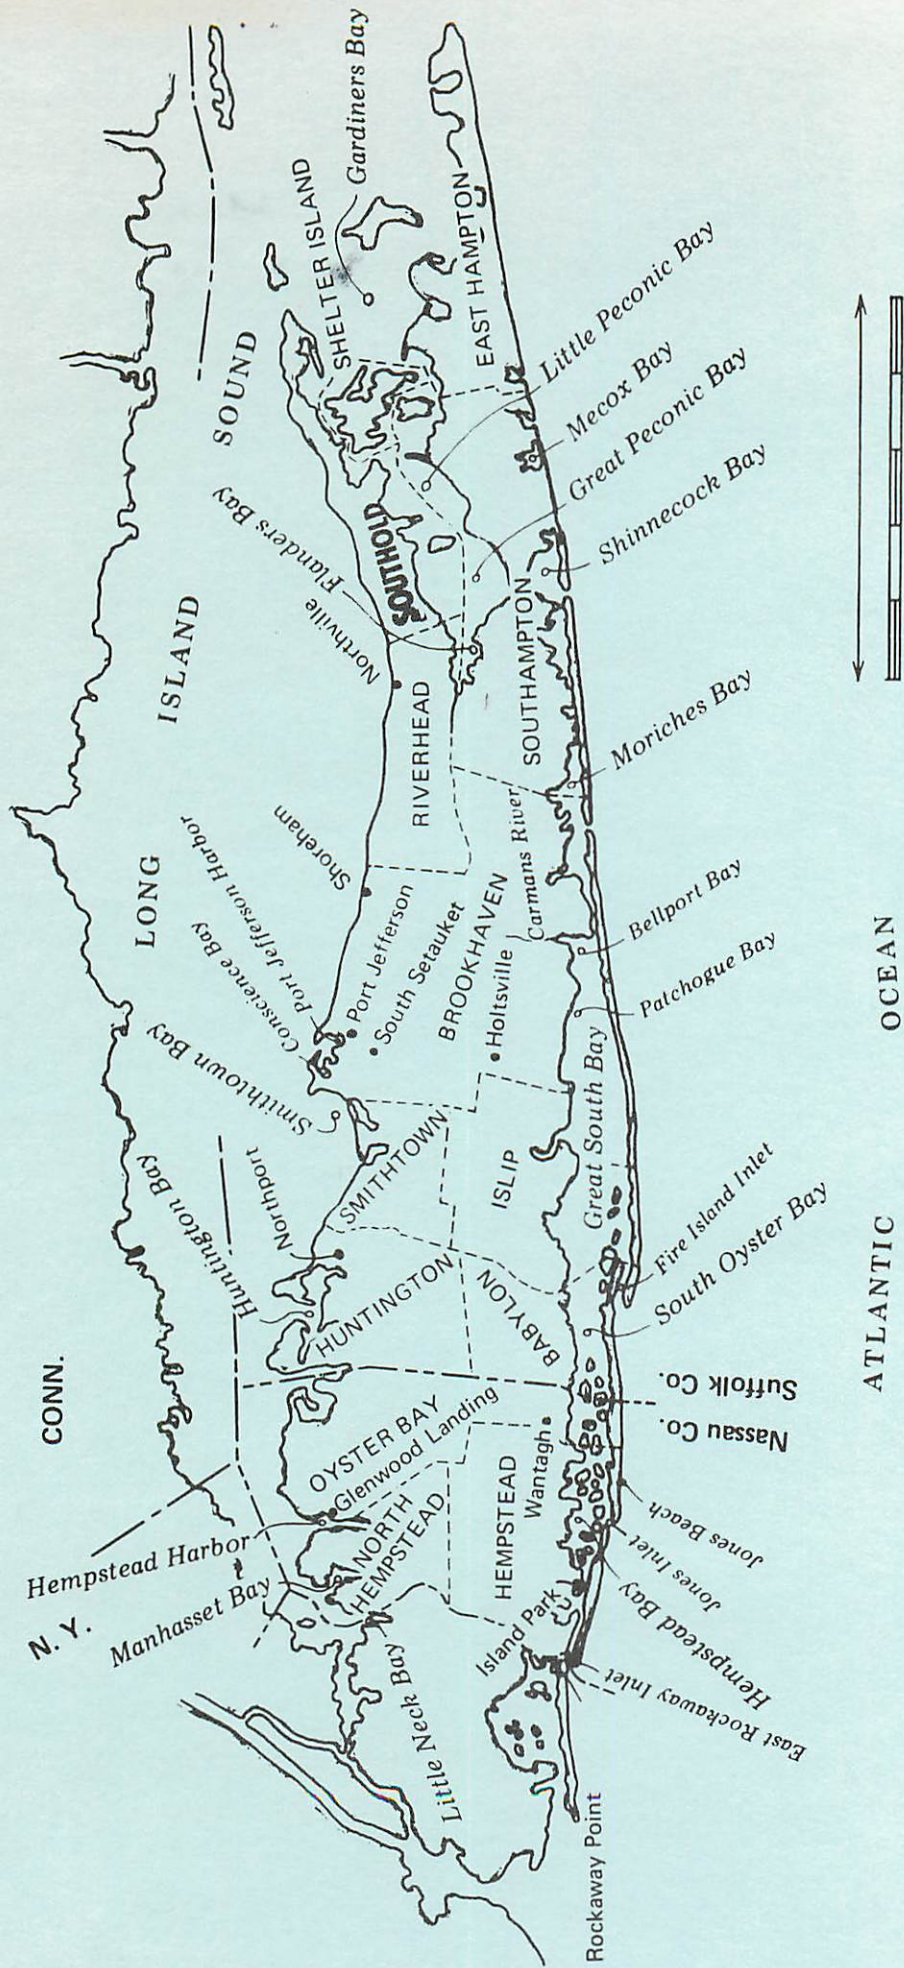 CONN.
N. Y.
LONG
ISLAND
SOUND
Hempstead Harbor
Manhasset Bay
Little Neck Bay
Huntington Bay
Northport
Smithtown Bay
Conscience Bay
Port Jefferson Harbor
Shoreham
Northville
Flanders Bay
SHELTER ISLAND
Gardiners Bay
OYSTER BAY
Glenwood Landing
NORTH
HEMPSTEAD
HUNTINGTON
SMITHTOWN
Port Jefferson
South Setauket
BROOKHAVEN
Holtsville
Carmans River
RIVERHEAD
SOUTHOLD
SOUTHAMPTON
EAST HAMPTON
HEMPSTEAD
Wantagh
Island Park
BABYLON
ISLIP
Great South Bay
Rockaway Point
East Rockaway Inlet
Hempstead Bay
Jones Inlet
Jones Beach
Nassau Co.
Suffolk Co.
South Oyster Bay
Fire Island Inlet
Patchogue Bay
Bellport Bay
Moriches Bay
Shinnecock Bay
Great Peconic Bay
Mecox Bay
Little Peconic Bay
ATLANTIC
OCEAN